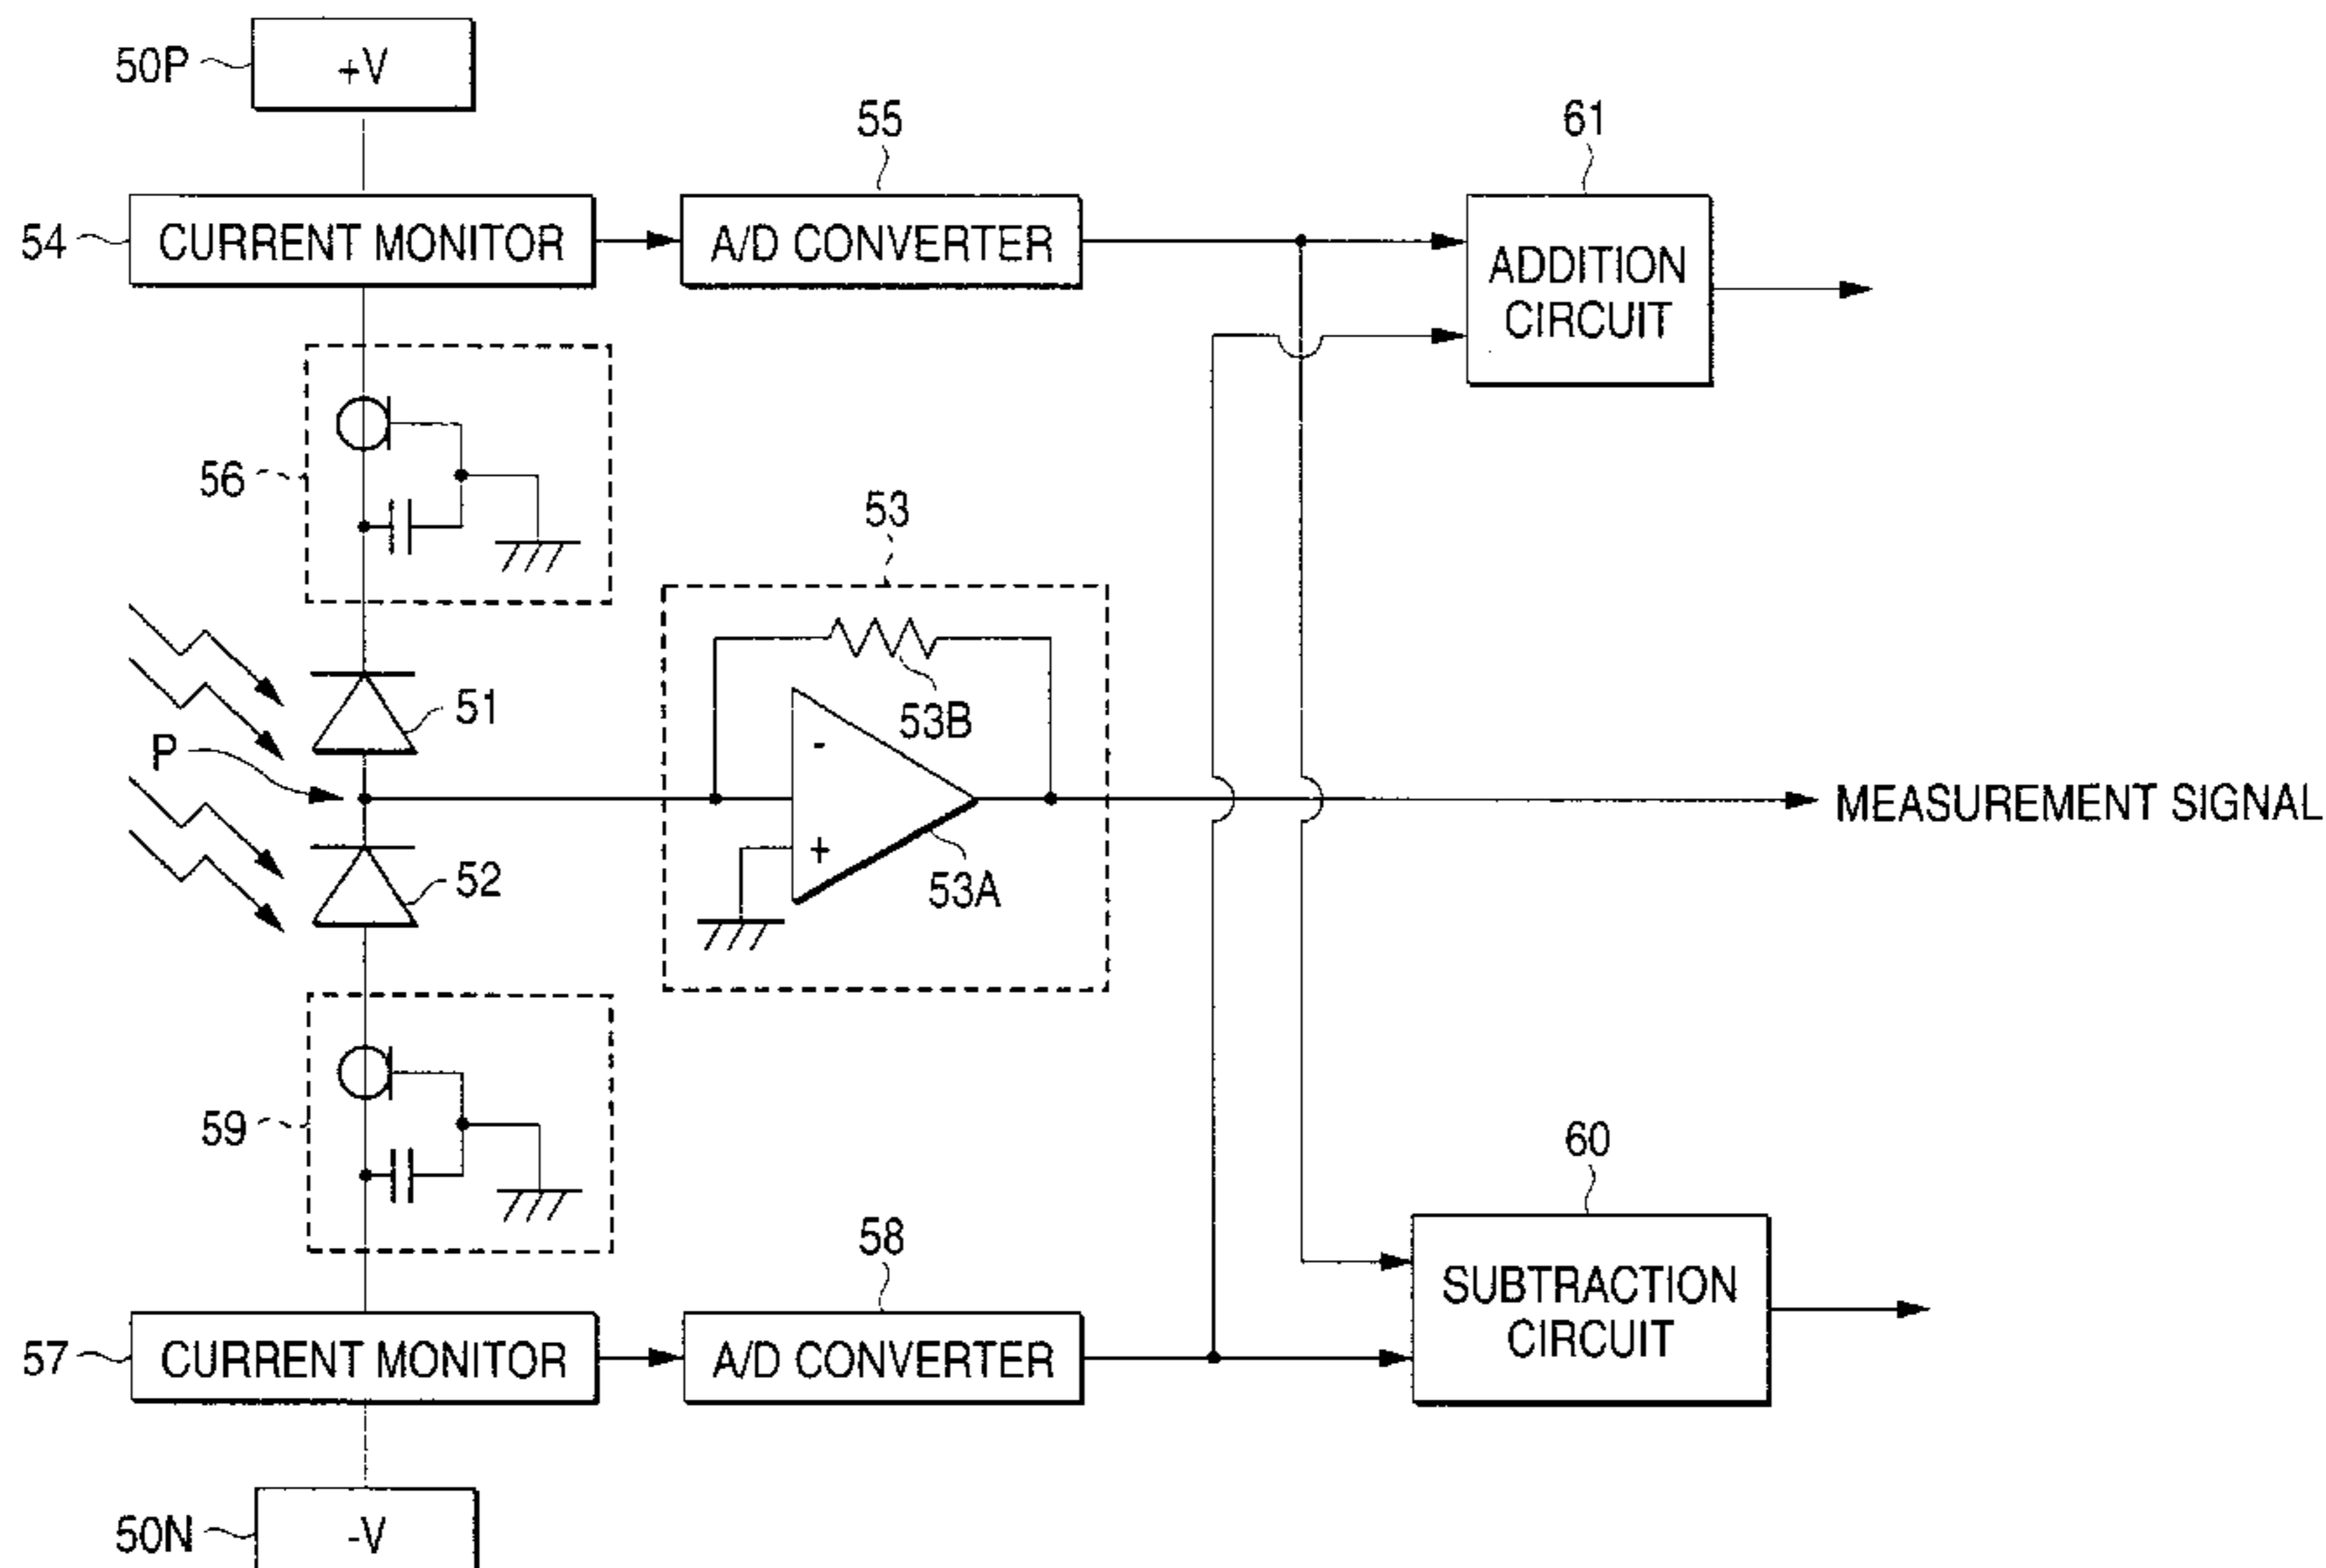 50P
+V
55
61
54
CURRENT MONITOR
A/D CONVERTER
ADDITION
CIRCUIT
56
53
51
53B
P
-
MEASUREMENT SIGNAL
+
52
53A
59
60
58
SUBTRACTION
CIRCUIT
57
CURRENT MONITOR
A/D CONVERTER
50N
-V